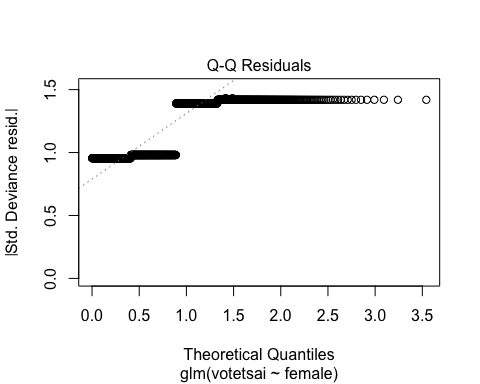 Q-Q Residuals
|Std. Deviance resid.|
1.5
1.0
0.5
0.0
0.0 0.5 1.0 1.5 2.0 2.5 3.0 3.5
Theoretical Quantiles
glm(votetsai ~ female)